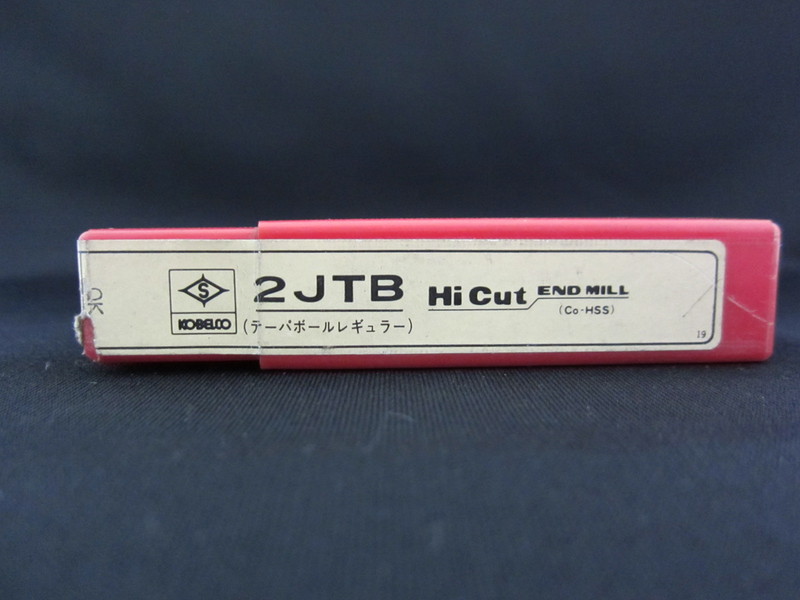 OK
S
KOBELCO
2JTB
(テーパボールレギュラー)
Hi Cut END MILL
(Co-HSS)
19